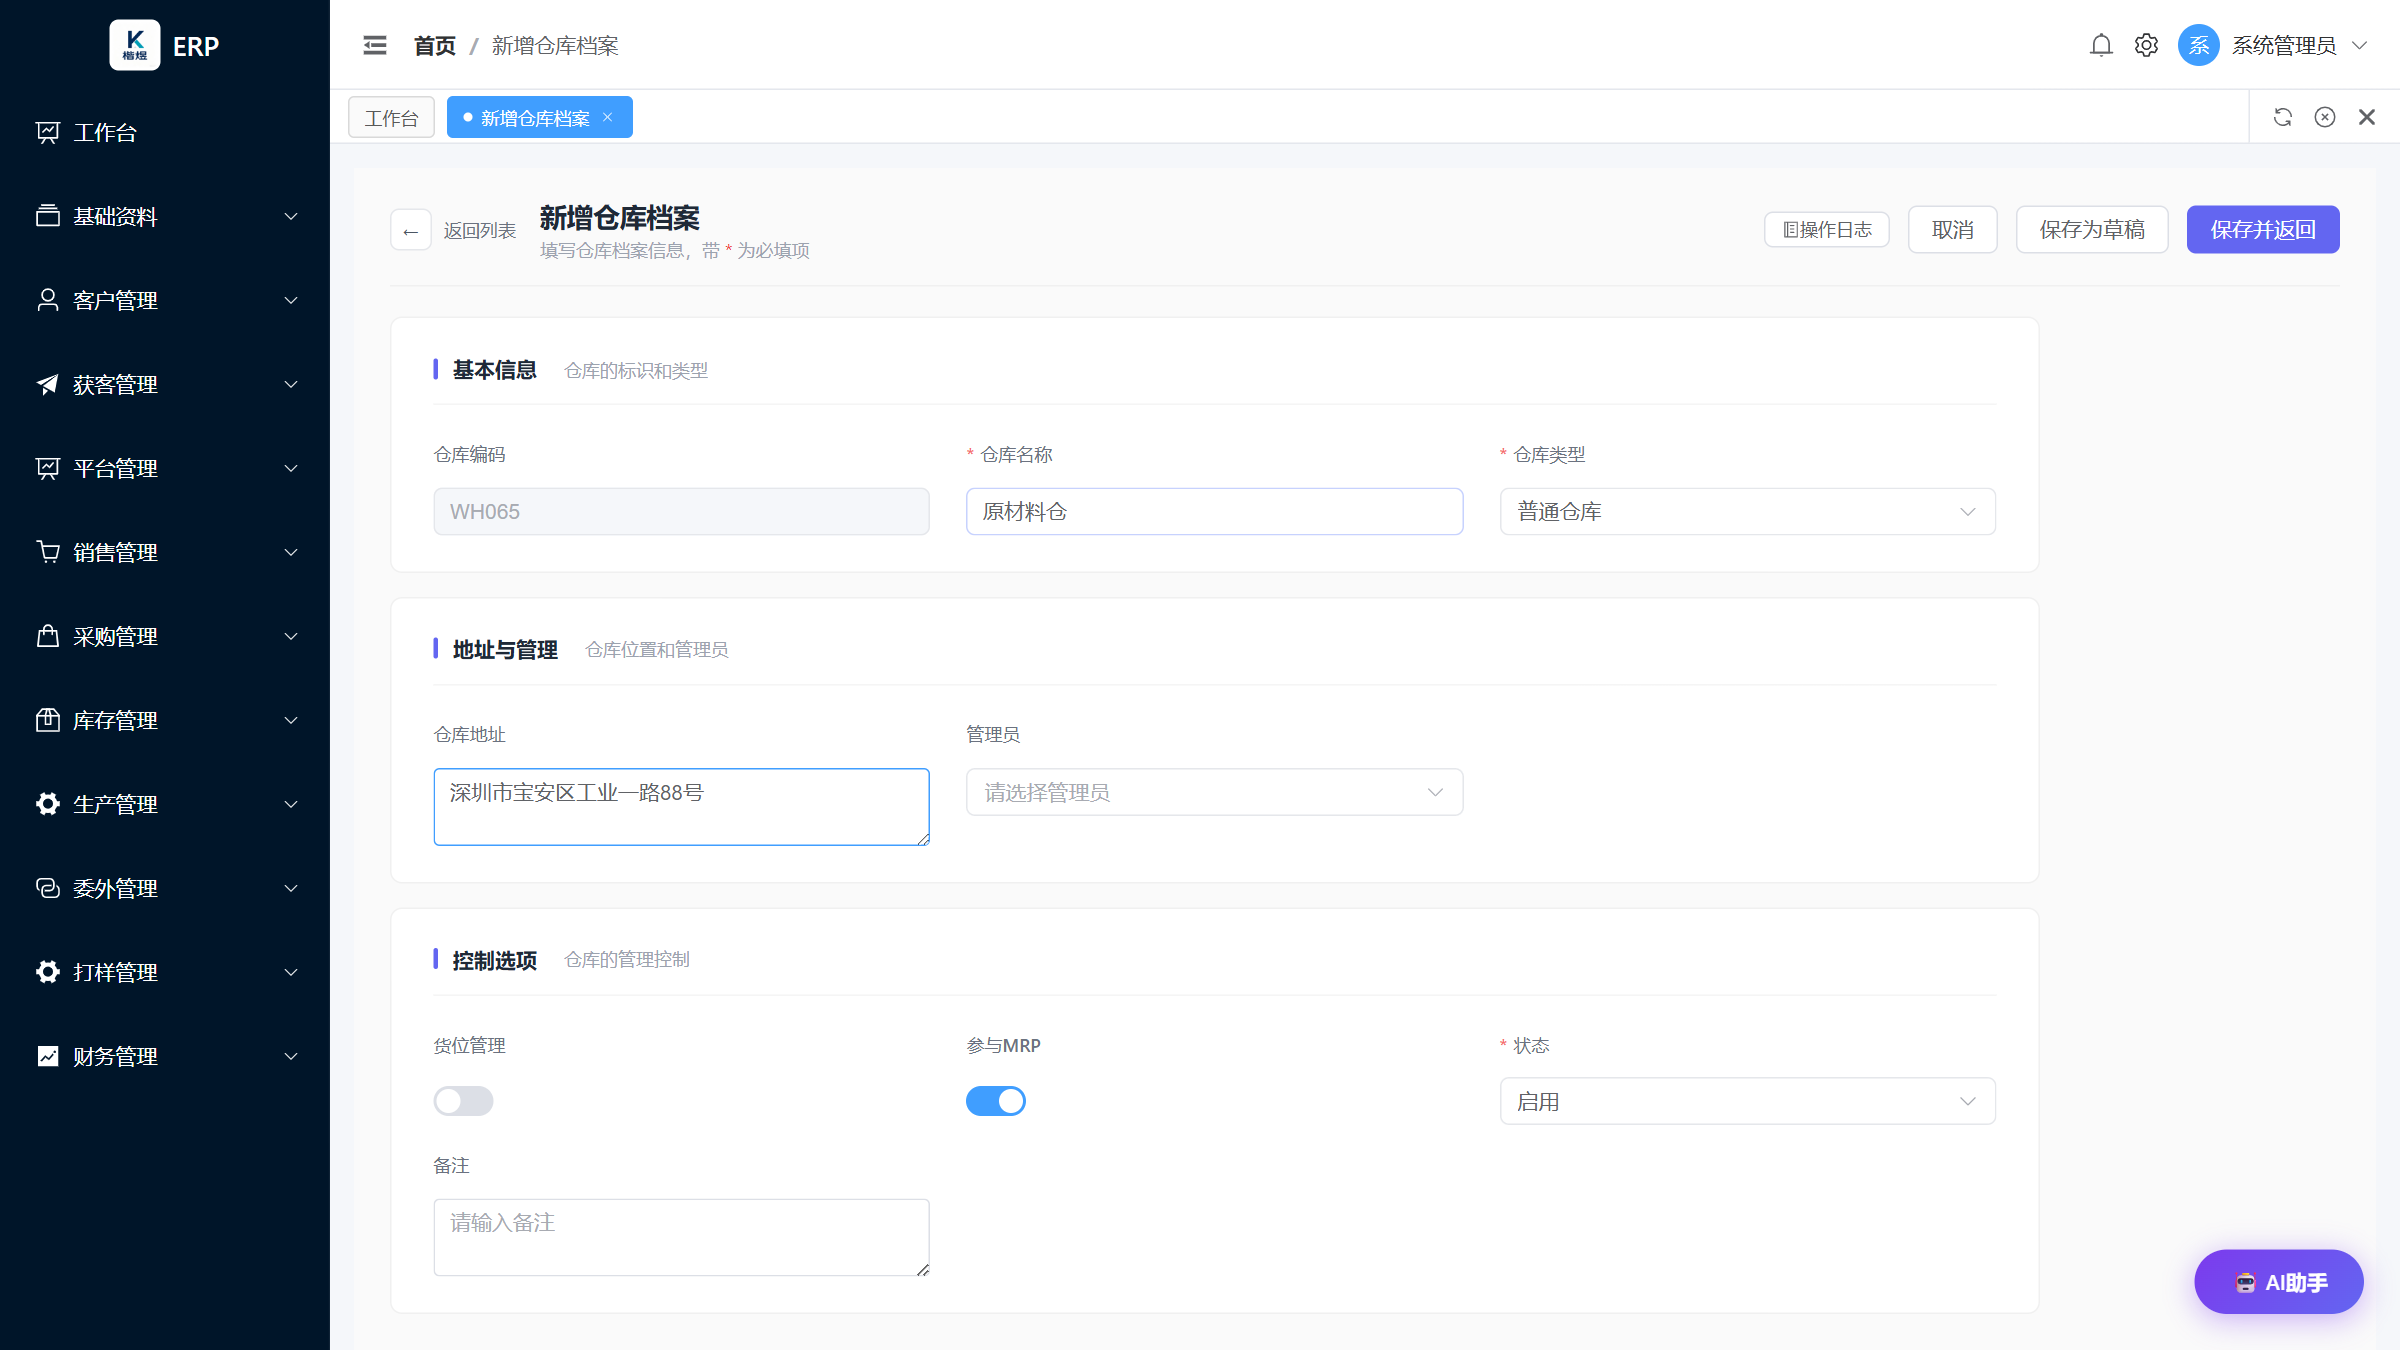 K
楷煜
ERP
工作台
基础资料
客户管理
获客管理
平台管理
销售管理
采购管理
库存管理
生产管理
委外管理
打样管理
财务管理
首页 / 新增仓库档案
系 系统管理员
工作台
新增仓库档案
← 返回列表
新增仓库档案
填写仓库档案信息，带 * 为必填项
操作日志
取消
保存为草稿
保存并返回
基本信息 仓库的标识和类型
仓库编码
* 仓库名称
* 仓库类型
WH065
原材料仓
普通仓库
地址与管理 仓库位置和管理员
仓库地址
管理员
深圳市宝安区工业一路88号
请选择管理员
控制选项 仓库的管理控制
货位管理
参与MRP
* 状态
启用
备注
请输入备注
AI助手